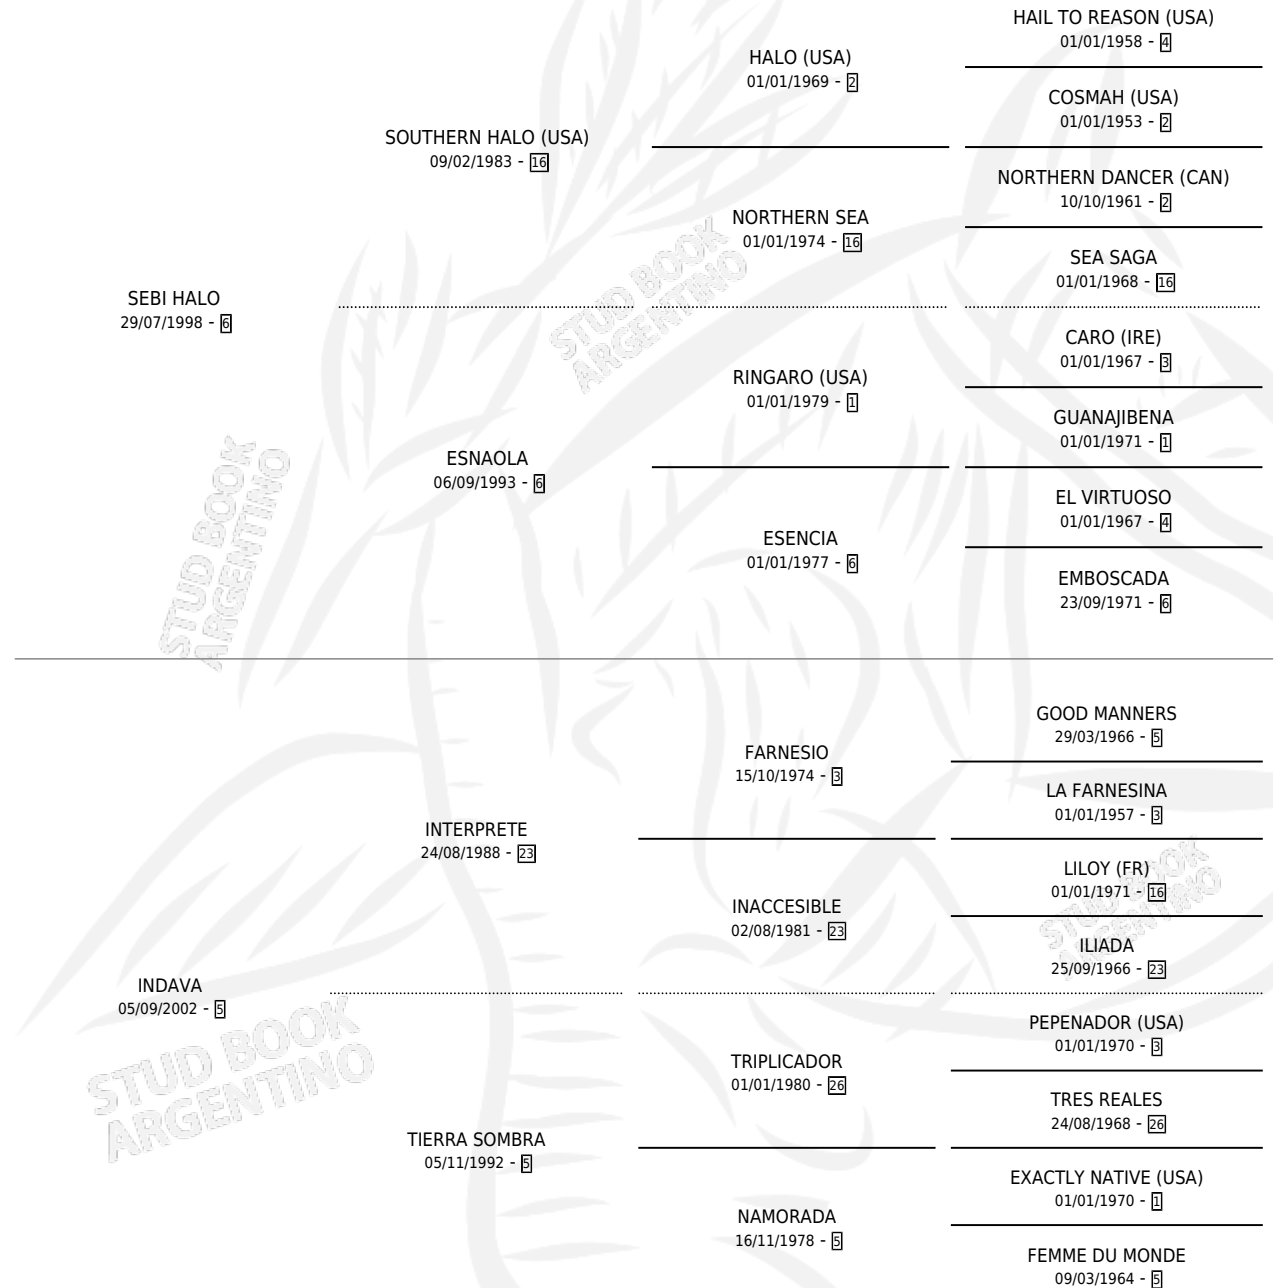 HAIL TO REASON (USA)
01/01/1958 - 4
HALO (USA)
01/01/1969 - 2
COSMAH (USA)
01/01/1953 - 2
SOUTHERN HALO (USA)
09/02/1983 - 16
NORTHERN DANCER (CAN)
10/10/1961 - 2
NORTHERN SEA
01/01/1974 - 16
SEA SAGA
01/01/1968 - 16
SEBI HALO
29/07/1998 - 6
CARO (IRE)
01/01/1967 - 3
RINGARO (USA)
01/01/1979 - 1
GUANAJIBENA
01/01/1971 - 1
ESNAOLA
06/09/1993 - 6
EL VIRTUOSO
01/01/1967 - 4
ESENCIA
01/01/1977 - 6
EMBOSCADA
23/09/1971 - 6
GOOD MANNERS
29/03/1966 - 5
FARNESIO
15/10/1974 - 3
LA FARNESINA
01/01/1957 - 3
INTERPRETE
24/08/1988 - 23
LILOY (FR)
01/01/1971 - 16
INACCESIBLE
02/08/1981 - 23
ILIADA
25/09/1966 - 23
INDAVA
05/09/2002 - 5
PEPENADOR (USA)
01/01/1970 - 3
TRIPLICADOR
01/01/1980 - 26
TRES REALES
24/08/1968 - 26
TIERRA SOMBRA
05/11/1992 - 5
EXACTLY NATIVE (USA)
01/01/1970 - 1
NAMORADA
16/11/1978 - 5
FEMME DU MONDE
09/03/1964 - 5
STUD BOOK
ARGENTINO
STUD BOOK
ARGENTINO
STUD BOOK
ARGENTINO
STUD BOOK
ARGENTINO